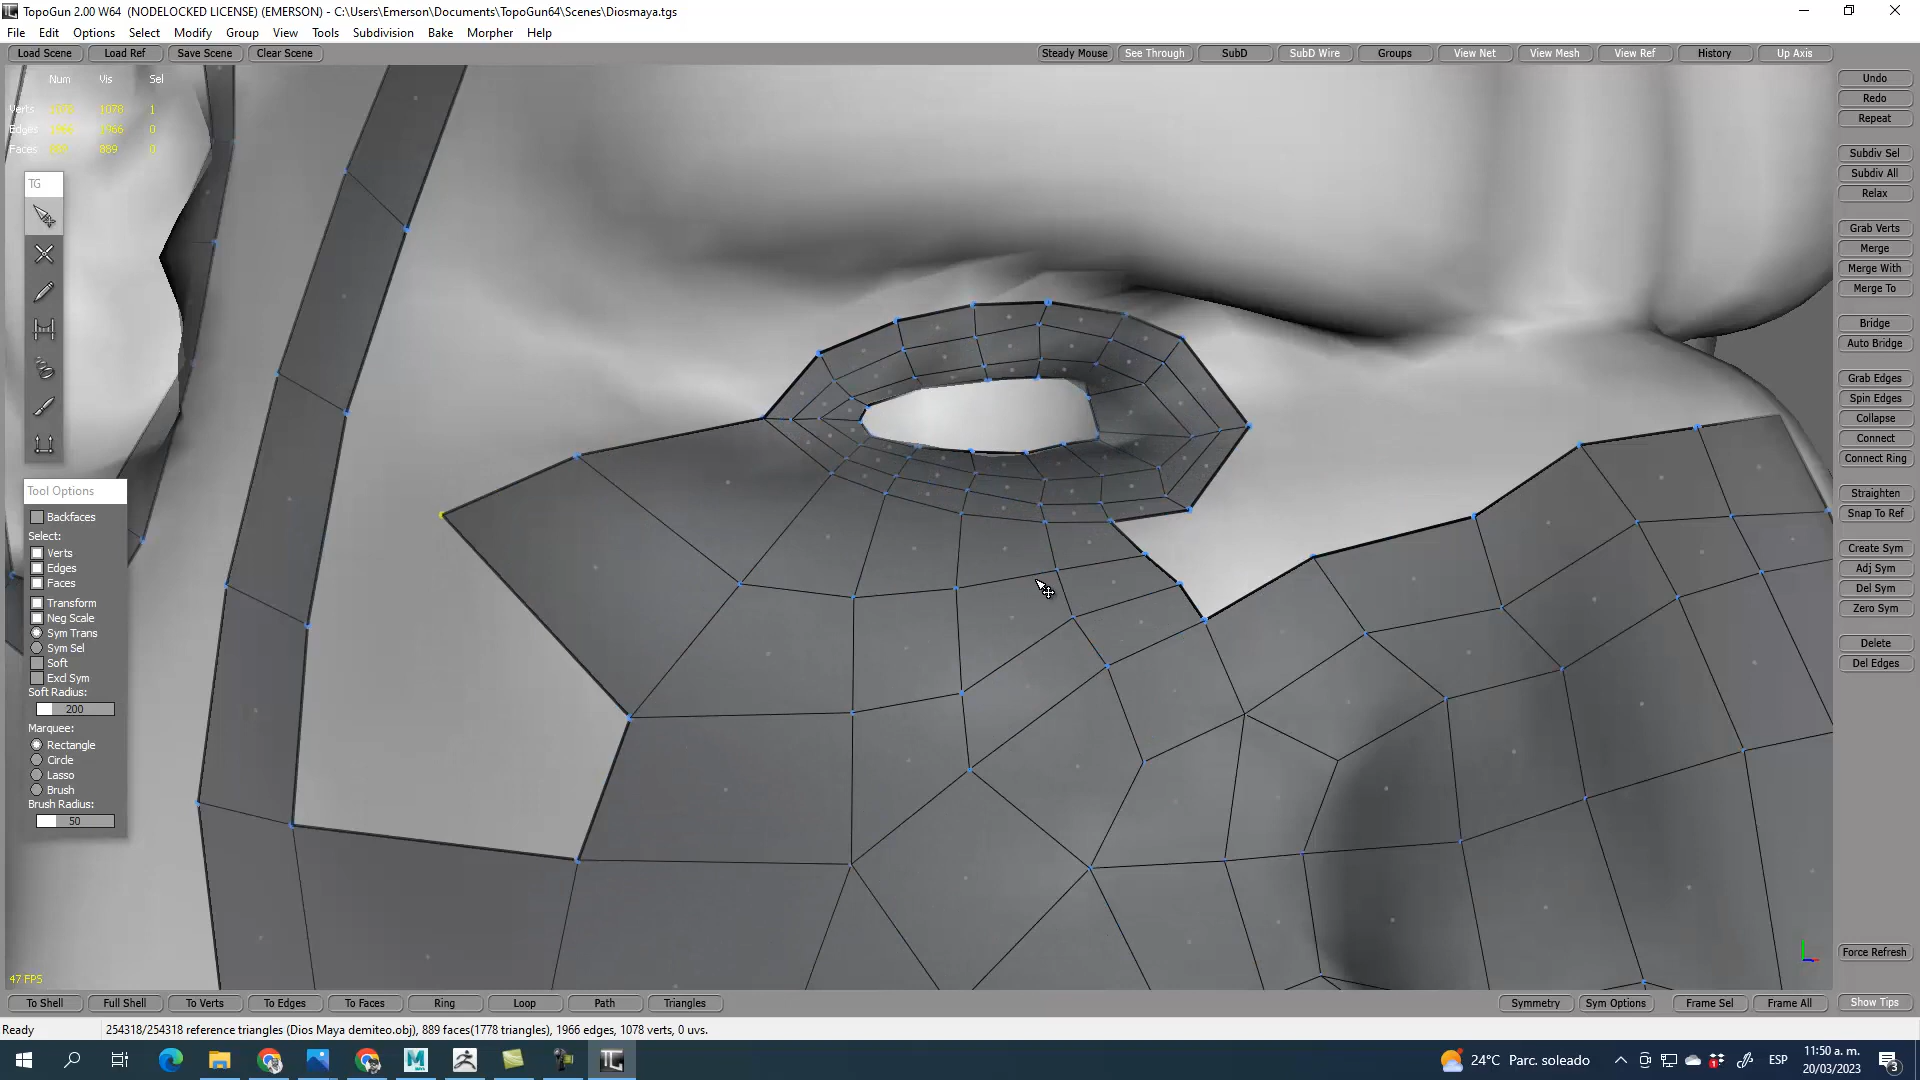 TopoGun 2.00 W64  (NODELOCKED LICENSE) (EMERSON) - C:\Users\Emerson\Documents\TopoGun64\Scenes\Diosmaya.tgs
File Edit Options Select Modify Group View Tools Subdivision Bake Morpher Help
Load Scene Load Ref Save Scene Clear Scene Steady Mouse See Through SubD SubD Wire Groups View Net View Mesh View Ref History Up Axis
Num Vis Sel
Verts 1078 1078 1
Edges 1966 1966 0
Faces 889 889 0
TG
Tool Options
Backfaces
Select:
Verts
Edges
Faces
Transform
Neg Scale
Sym Trans
Sym Sel
Soft
Excl Sym
Soft Radius:
200
Marquee:
Rectangle
Circle
Lasso
Brush
Brush Radius:
50
47 FPS
Undo
Redo
Repeat
Subdiv Sel
Subdiv All
Relax
Grab Verts
Merge
Merge With
Merge To
Bridge
Auto Bridge
Grab Edges
Spin Edges
Collapse
Connect
Connect Ring
Straighten
Snap To Ref
Create Sym
Adj Sym
Del Sym
Zero Sym
Delete
Del Edges
Force Refresh
To Shell Full Shell To Verts To Edges To Faces Ring Loop Path Triangles Symmetry Sym Options Frame Sel Frame All Show Tips
Ready 254318/254318 reference triangles (Dios Maya demiteo.obj), 889 faces(1778 triangles), 1966 edges, 1078 verts, 0 uvs.
24°C Parc. soleado ESP 11:50 a. m.
20/03/2023 3